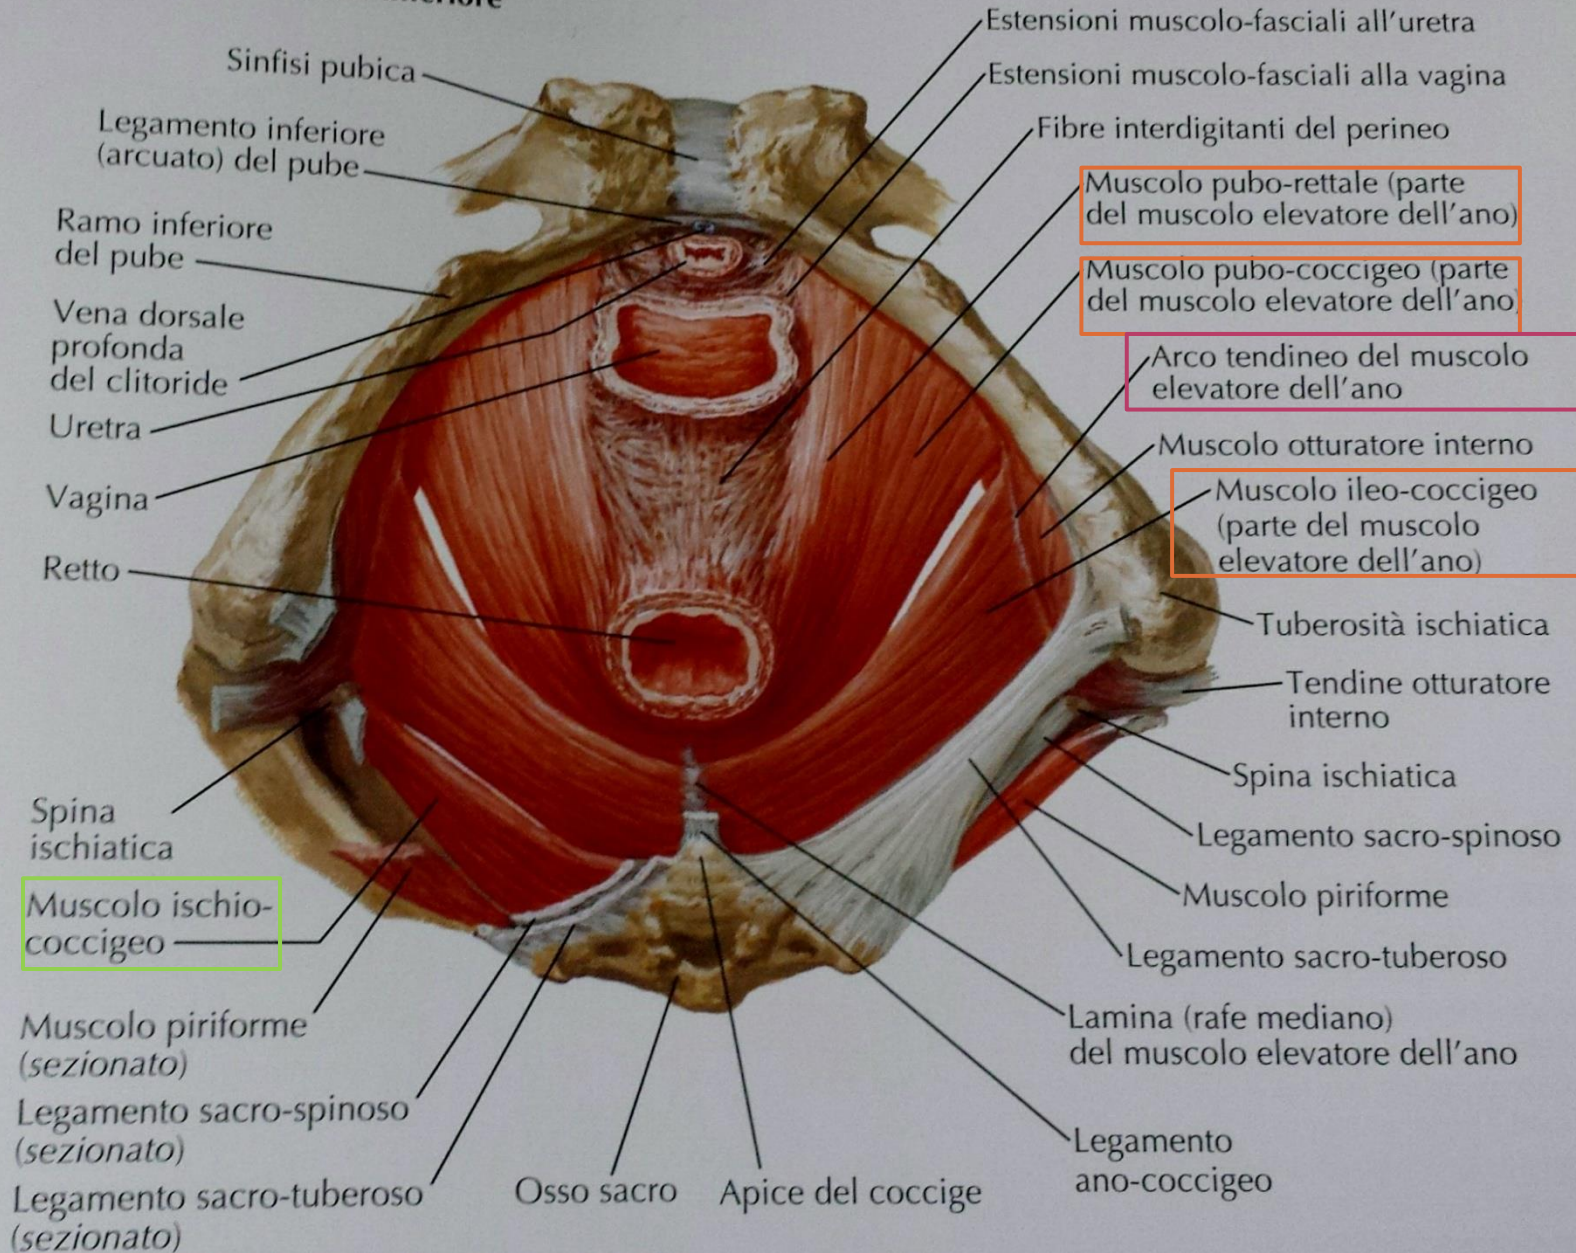 Sinfisi pubica
Legamento inferiore
(arcuato) del pube
Ramo inferiore
del pube
Vena dorsale
profonda
del clitoride
Uretra
Vagina
Retto
Spina
ischiatica
Muscolo ischio-
coccigeo
Muscolo piriforme
(sezionato)
Legamento sacro-spinoso
(sezionato)
Legamento sacro-tuberoso
(sezionato)
Osso sacro
Apice del coccige
Estensioni muscolo-fasciali all'uretra
Estensioni muscolo-fasciali alla vagina
Fibre interdigitanti del perineo
Muscolo pubo-rettale (parte
del muscolo elevatore dell'ano)
Muscolo pubo-coccigeo (parte
del muscolo elevatore dell'ano)
Arco tendineo del muscolo
elevatore dell'ano
Muscolo otturatore interno
Muscolo ileo-coccigeo
(parte del muscolo
elevatore dell'ano)
Tuberosità ischiatica
Tendine otturatore
interno
Spina ischiatica
Legamento sacro-spinoso
Muscolo piriforme
Legamento sacro-tuberoso
Lamina (rafe mediano)
del muscolo elevatore dell'ano
Legamento
ano-coccigeo